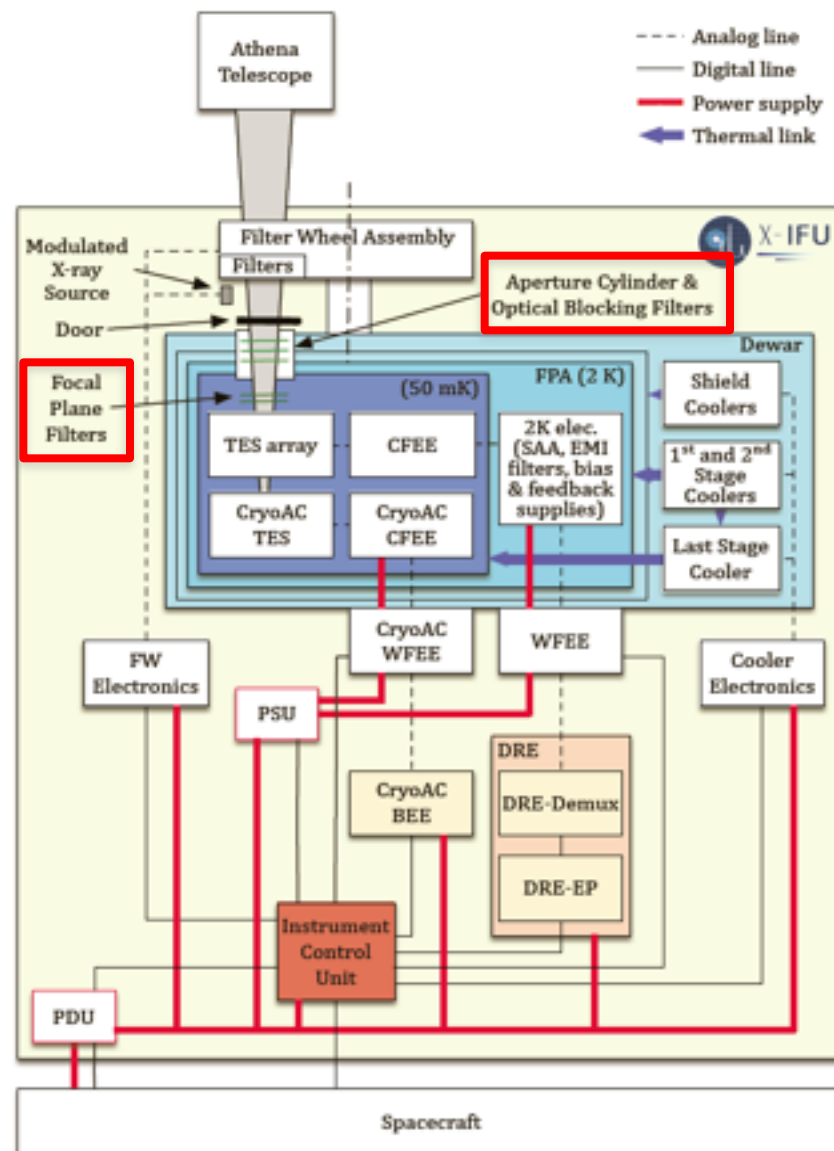 Athena
Telescope
Analog line
Digital line
Power supply
Thermal link
X-IFU
Filter Wheel Assembly
Filters
Modulated
X-ray
Source
Aperture Cylinder &
Optical Blocking Filters
Door
Dewar
Focal
Plane
Filters
FPA (2 K)
(50 mK)
Shield
Coolers
TES array
CFEE
2K elec.
(SAA, EMI
filters, bias
& feedback
supplies)
1st and 2nd
Stage
Coolers
CryoAC
TES
CryoAC
CFEE
Last Stage
Cooler
CryoAC
WFEE
WFEE
FW
Electronics
Cooler
Electronics
PSU
DRE
CryoAC
BEE
DRE-Demux
DRE-EP
Instrument
Control
Unit
PDU
Spacecraft